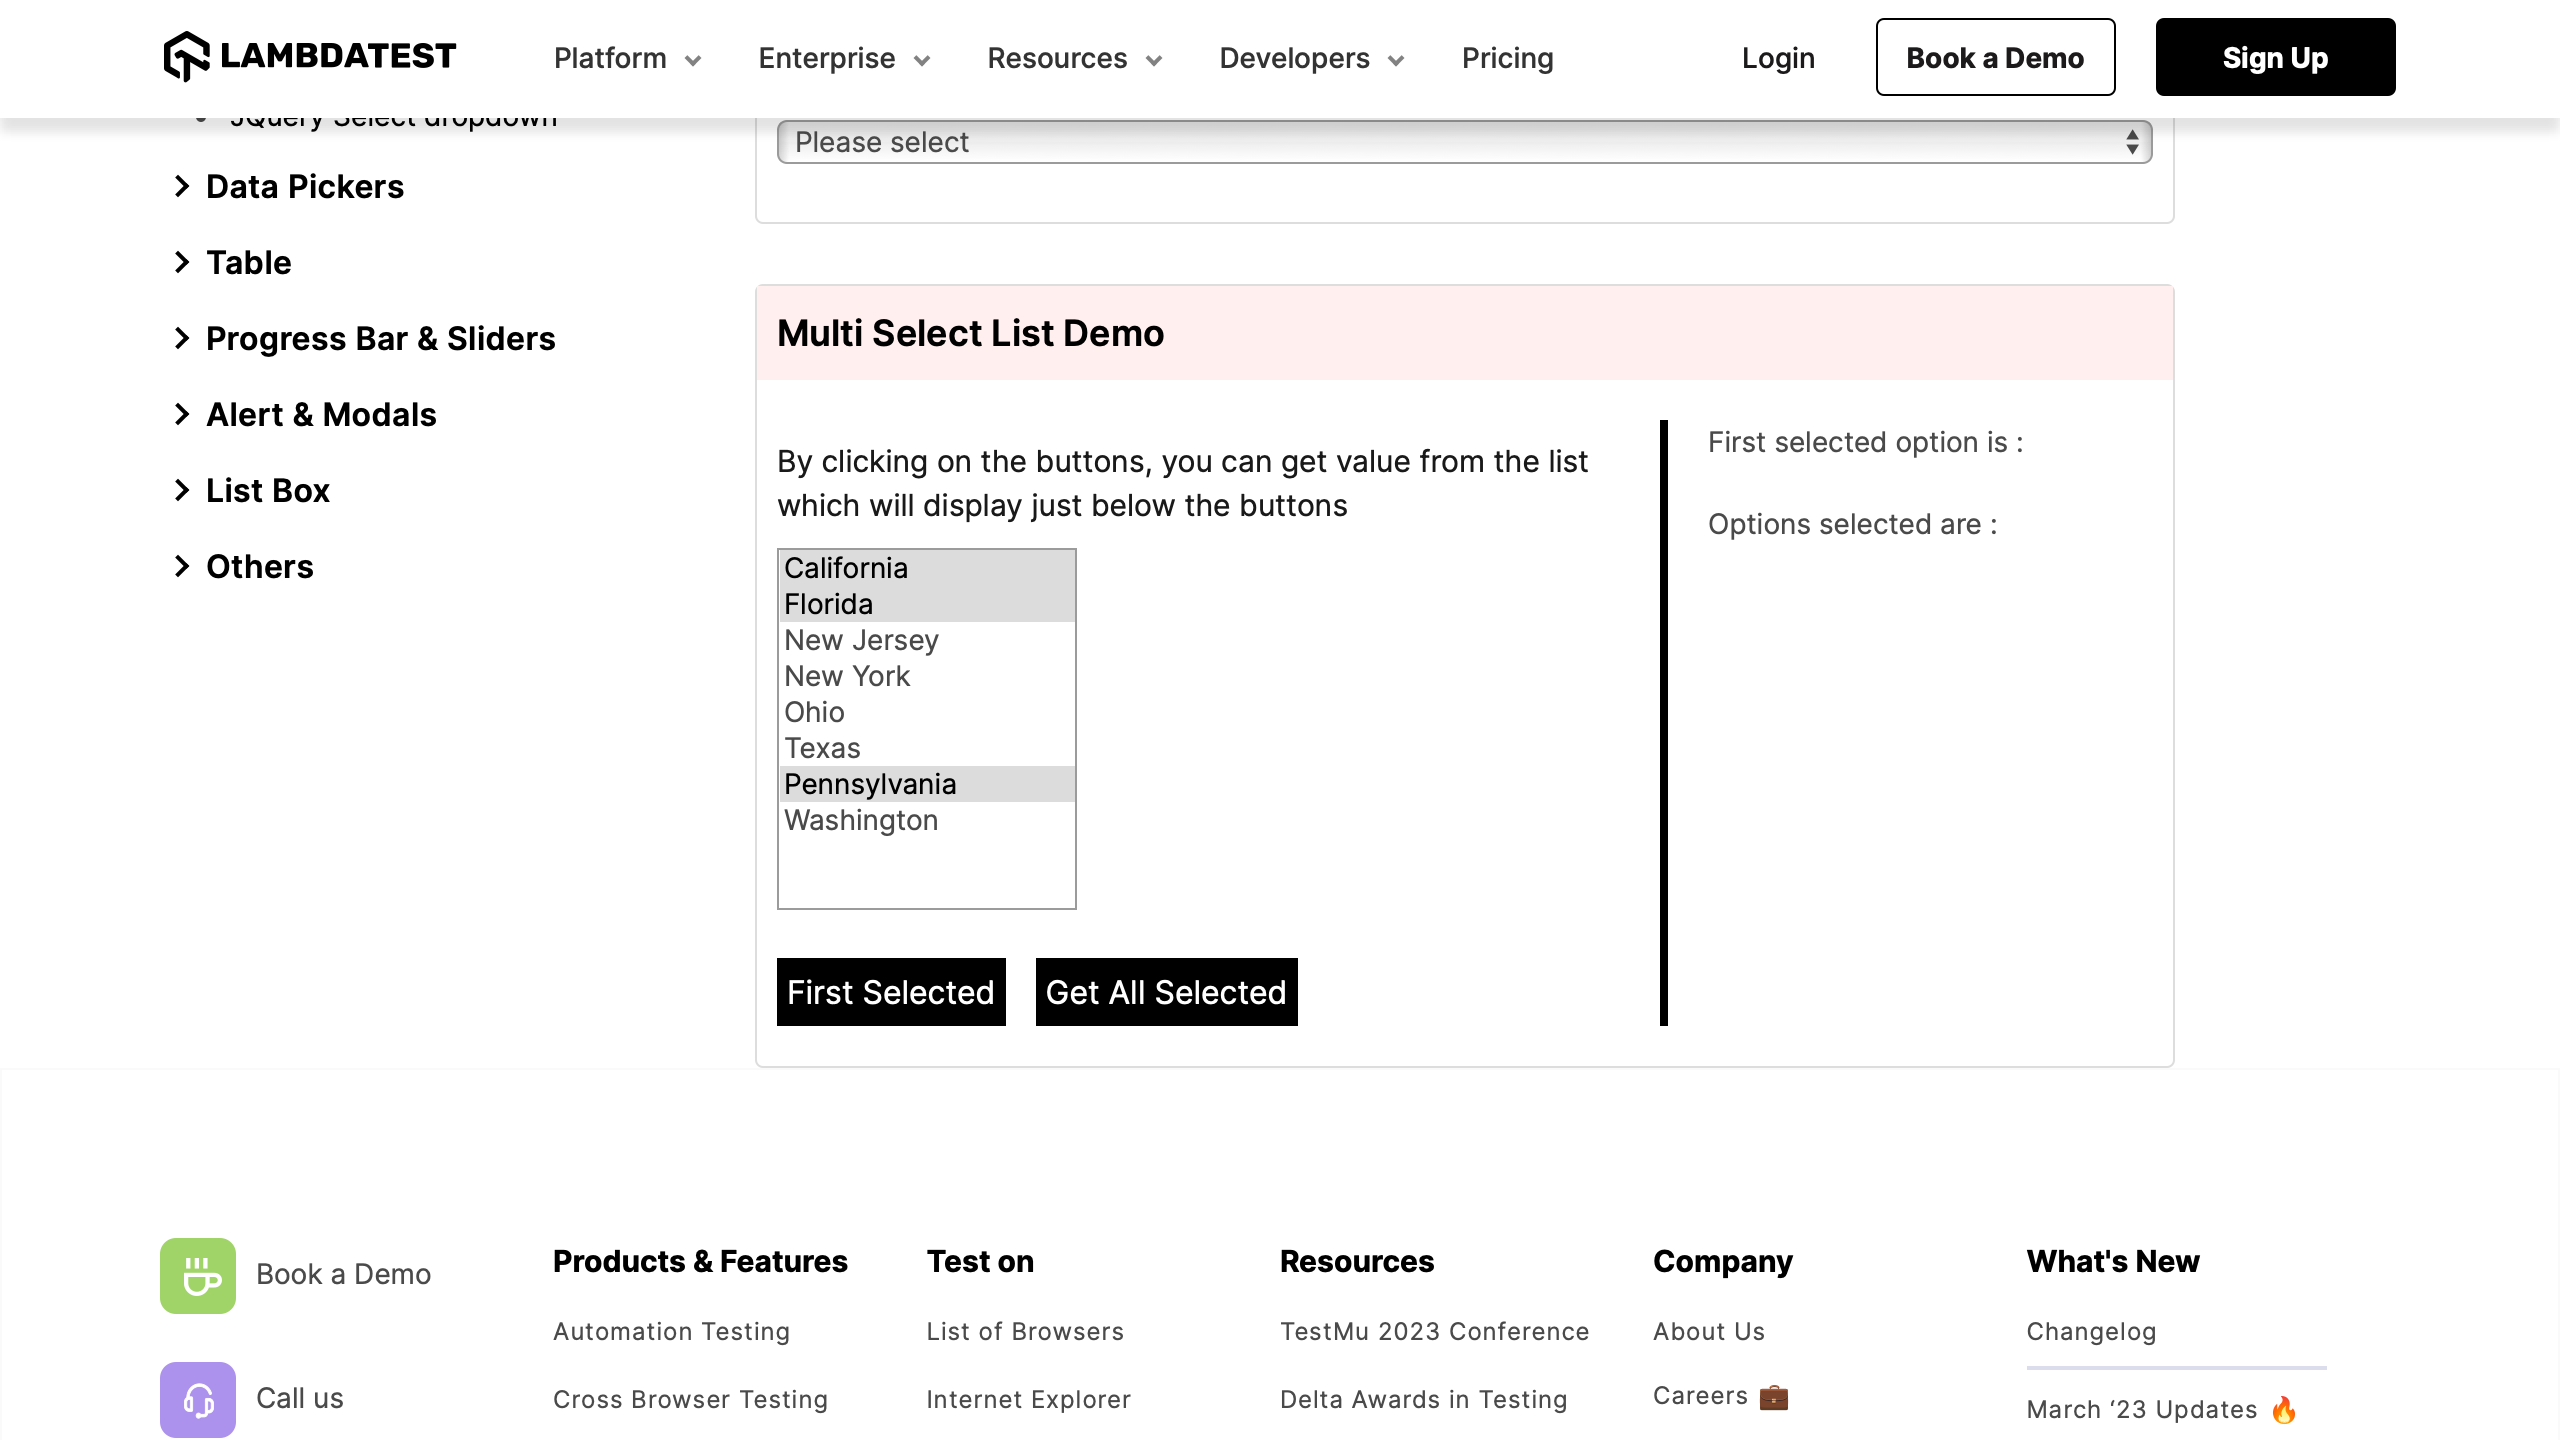 LAMBDATEST
Platform
Enterprise
Resources
Developers
Pricing
Login
Book a Demo
Sign Up
JQuery Select dropdown
Data Pickers
Table
Progress Bar & Sliders
Alert & Modals
List Box
Others
Please select
Multi Select List Demo
By clicking on the buttons, you can get value from the list
which will display just below the buttons
California
Florida
New Jersey
New York
Ohio
Texas
Pennsylvania
Washington
First Selected
Get All Selected
First selected option is :
Options selected are :
Book a Demo
Call us
Products & Features
Automation Testing
Cross Browser Testing
Test on
List of Browsers
Internet Explorer
Resources
TestMu 2023 Conference
Delta Awards in Testing
Company
About Us
Careers 💼
What's New
Changelog
March ‘23 Updates 🔥